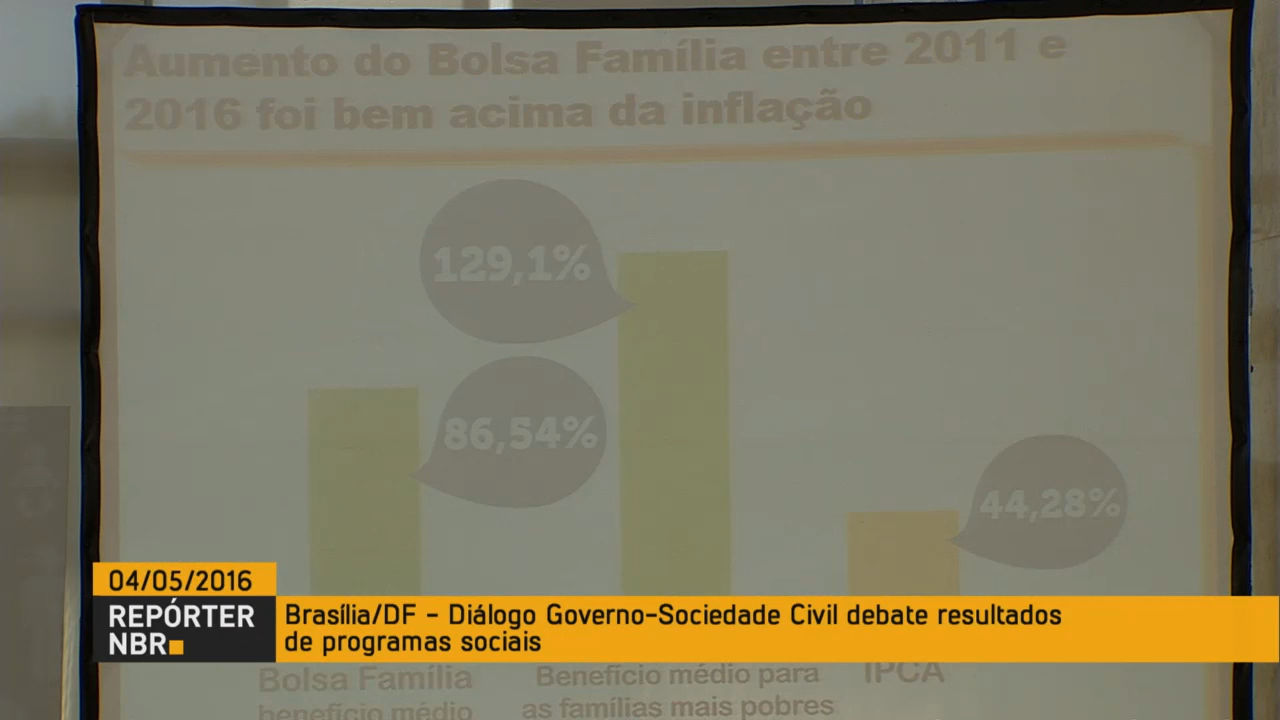 Aumento do Bolsa Família entre 2011 e
2016 foi bem acima da inflação
129,1%
86,54%
44,28%
04/05/2016
REPÓRTER
NBR
Brasília/DF - Diálogo Governo-Sociedade Civil debate resultados
de programas sociais
Bolsa Família
benefício médio
Benefício médio para
as famílias mais pobres
IPCA